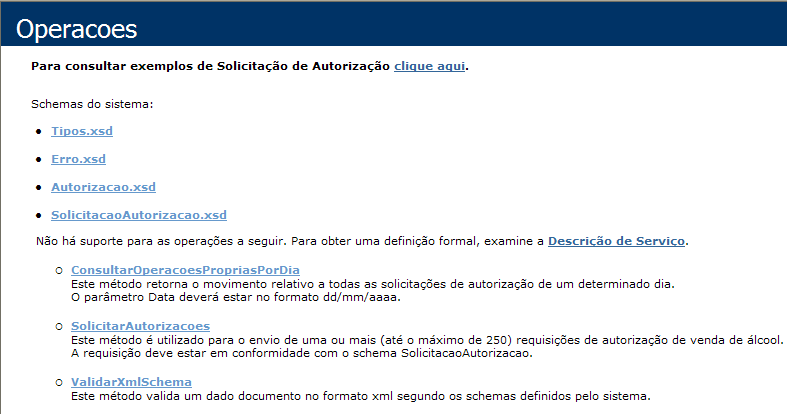 Operacoes
Para consultar exemplos de Solicitação de Autorização clique aqui.
Schemas do sistema:
Tipos.xsd
Erro.xsd
Autorizacao.xsd
SolicitacaoAutorizacao.xsd
Não há suporte para as operações a seguir. Para obter uma definição formal, examine a Descrição de Serviço.
ConsultarOperacoesPropriasPorDia
Este método retorna o movimento relativo a todas as solicitações de autorização de um determinado dia.
O parâmetro Data deverá estar no formato dd/mm/aaaa.
SolicitarAutorizacoes
Este método é utilizado para o envio de uma ou mais (até o máximo de 250) requisições de autorização de venda de álcool.
A requisição deve estar em conformidade com o schema SolicitacaoAutorizacao.
ValidarXmlSchema
Este método valida um dado documento no formato xml segundo os schemas definidos pelo sistema.